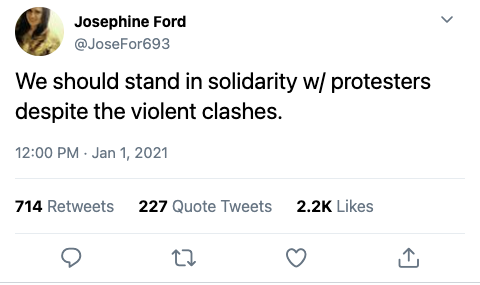 Josephine Ford
@JoseFor693
We should stand in solidarity w/ protesters
despite the violent clashes.
12:00 PM · Jan 1, 2021
714 Retweets 227 Quote Tweets 2.2K Likes